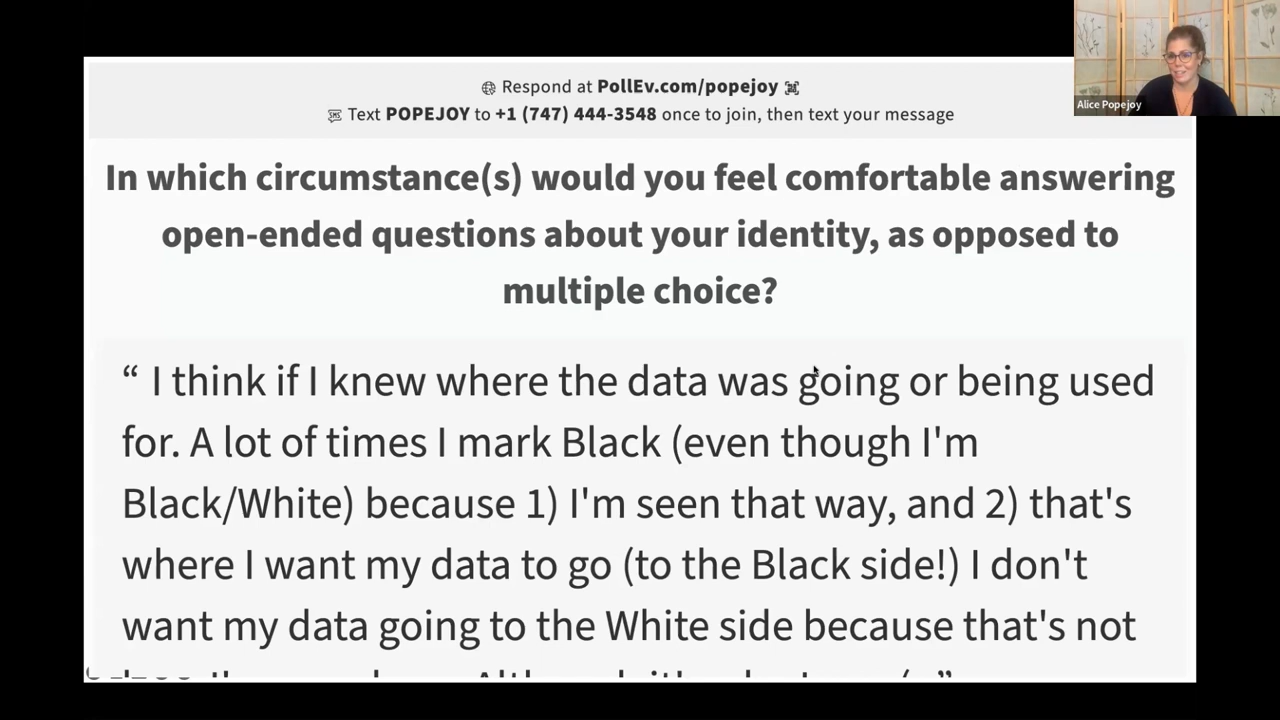 Respond at PollEv.com/popejoy
Text POPEJOY to +1 (747) 444-3548 once to join, then text your message
Alice Popejoy
In which circumstance(s) would you feel comfortable answering
open-ended questions about your identity, as opposed to
multiple choice?
“ I think if I knew where the data was going or being used
for. A lot of times I mark Black (even though I'm
Black/White) because 1) I'm seen that way, and 2) that's
where I want my data to go (to the Black side!) I don't
want my data going to the White side because that's not